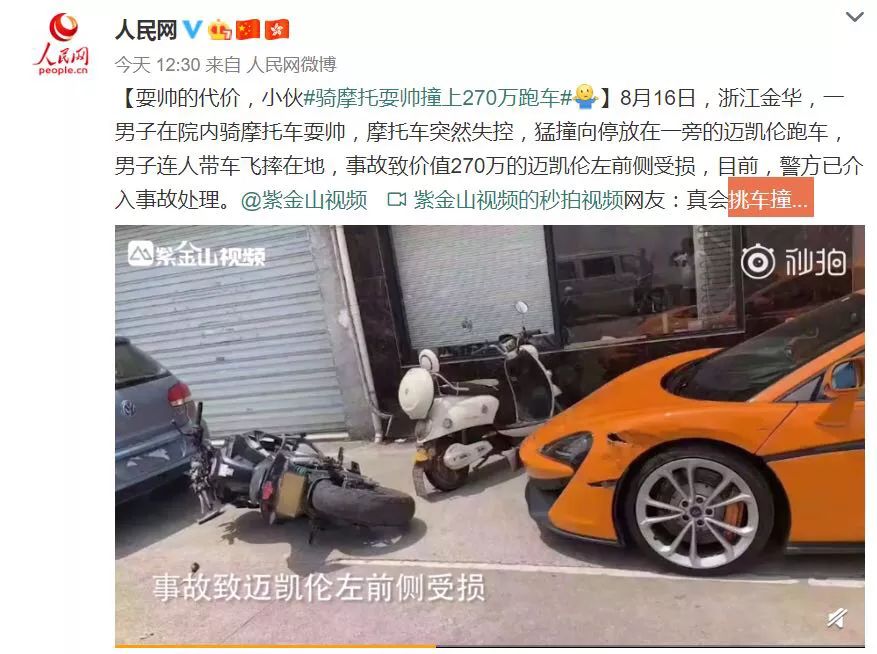 人民网
people.cn
人民网
今天 12:30 来自 人民网微博
【耍帅的代价，小伙#骑摩托耍帅撞上270万跑车#🤷】8月16日，浙江金华，一
男子在院内骑摩托车耍帅，摩托车突然失控，猛撞向停放在一旁的迈凯伦跑车，
男子连人带车飞摔在地，事故致价值270万的迈凯伦左前侧受损，目前，警方已介
入事故处理。@紫金山视频 紫金山视频的秒拍视频网友：真会挑车撞...
紫金山视频
秒拍
事故致迈凯伦左前侧受损